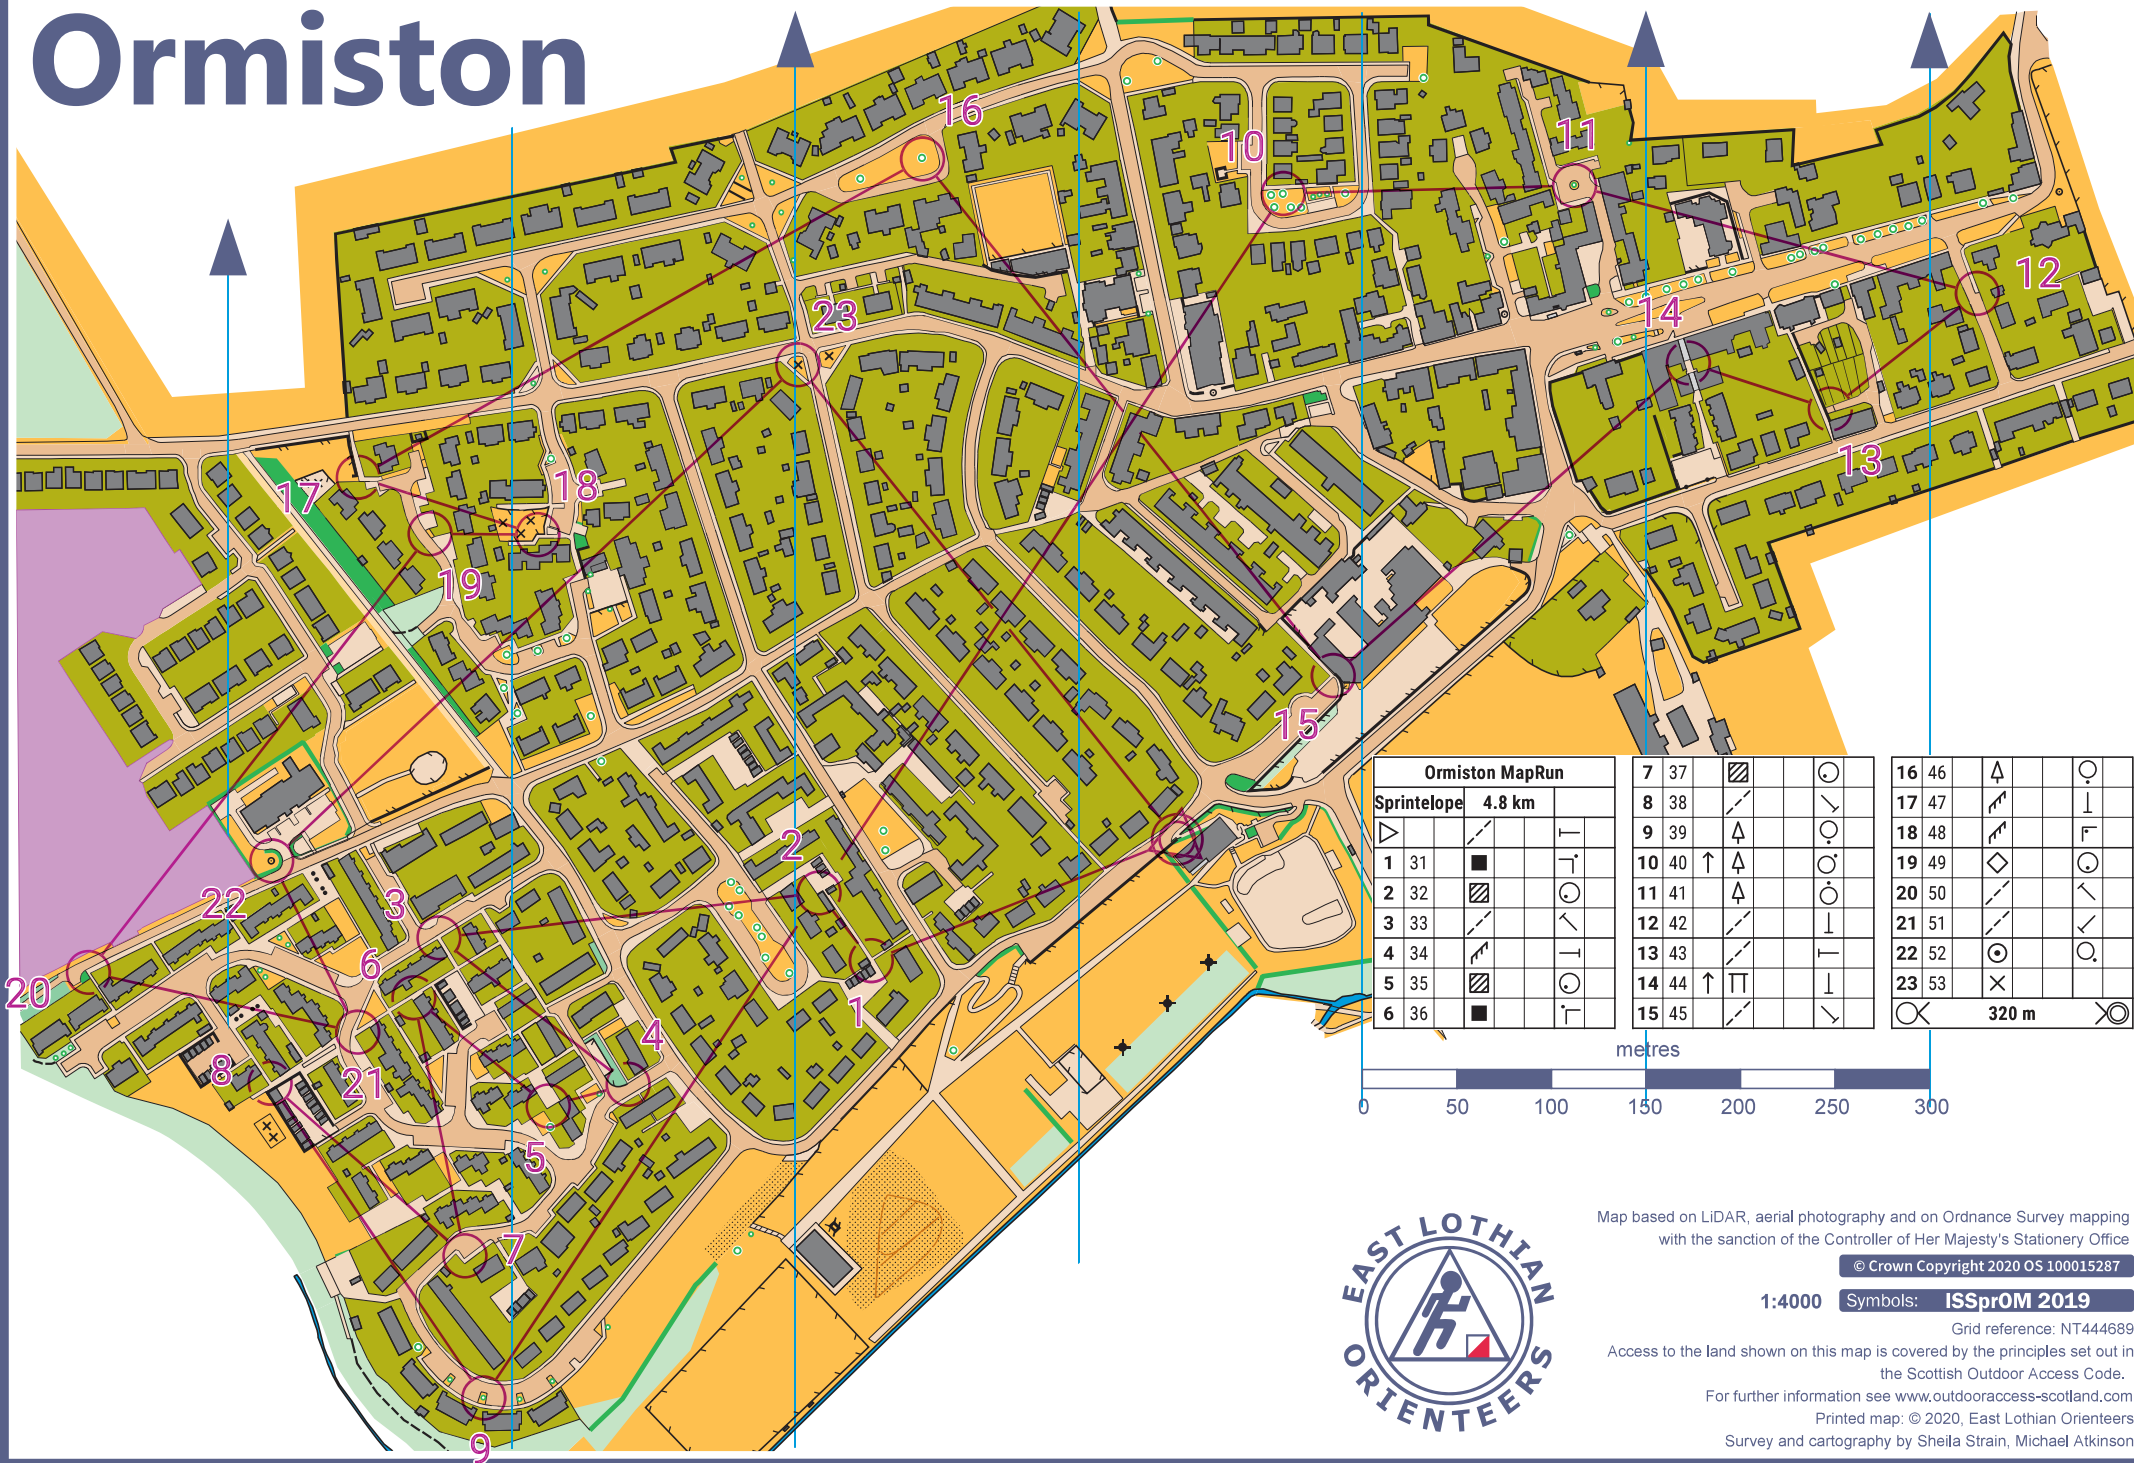 Ormiston
16
10
11
12
23
14
13
17
18
19
15
2
3
22
6
20
1
4
8
21
5
7
9
Ormiston MapRun
Sprintelope 4.8 km
1 31
2 32
3 33
4 34
5 35
6 36
7 37
8 38
9 39
10 40
11 41
12 42
13 43
14 44
15 45
16 46
17 47
18 48
19 49
20 50
21 51
22 52
23 53
320 m
metres
0 50 100 150 200 250 300
EAST LOTHIAN
ORIENTEERS
Map based on LiDAR, aerial photography and on Ordnance Survey mapping
with the sanction of the Controller of Her Majesty's Stationery Office
© Crown Copyright 2020 OS 100015287
1:4000 Symbols: ISSprOM 2019
Grid reference: NT444689
Access to the land shown on this map is covered by the principles set out in
the Scottish Outdoor Access Code.
For further information see www.outdooraccess-scotland.com
Printed map: © 2020, East Lothian Orienteers
Survey and cartography by Sheila Strain, Michael Atkinson